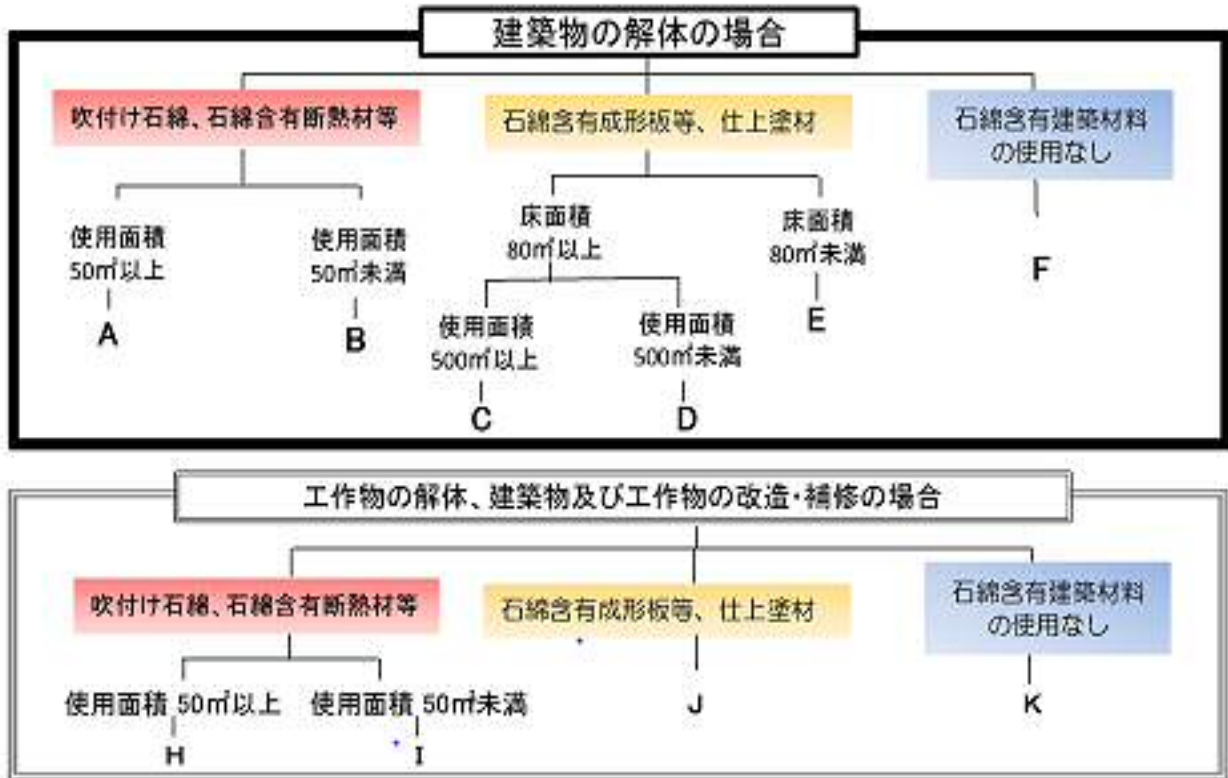 建築物の解体の場合
吹付け石綿、石綿含有断熱材等
石綿含有成形板等、仕上塗材
石綿含有建築材料
の使用なし
使用面積
50㎡以上
使用面積
50㎡未満
床面積
80㎡以上
床面積
80㎡未満
F
A
B
使用面積
500㎡以上
使用面積
500㎡未満
E
C
D
工作物の解体、建築物及び工作物の改造・補修の場合
吹付け石綿、石綿含有断熱材等
石綿含有成形板等、仕上塗材
石綿含有建築材料
の使用なし
使用面積 50㎡以上
使用面積 50㎡未満
J
K
H
I